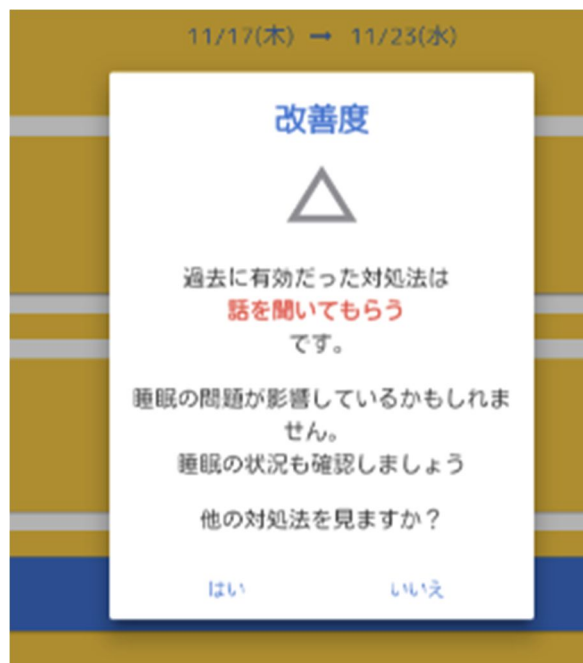 11/17(木) → 11/23(水)
改善度
過去に有効だった対処法は
話を聞いてもらう
です。
睡眠の問題が影響しているかもしれま
せん。
睡眠の状況も確認しましょう
他の対処法を見ますか？
はい いいえ